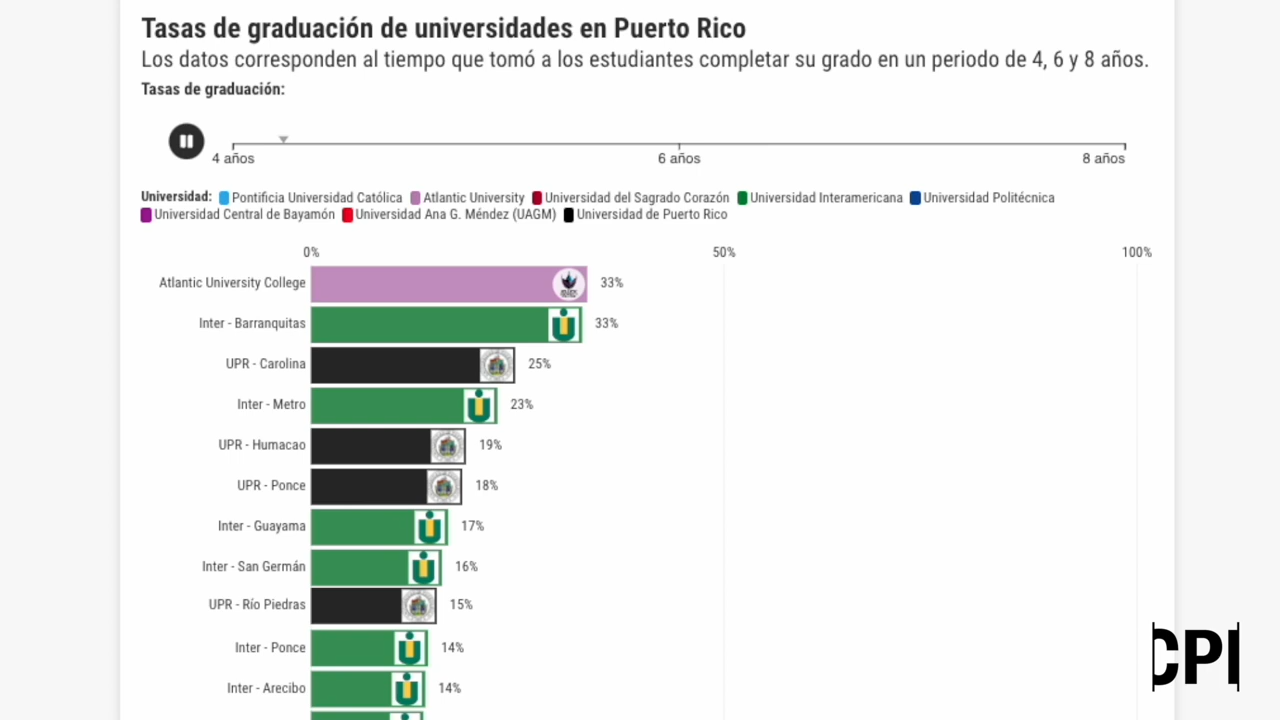 Tasas de graduación de universidades en Puerto Rico
Los datos corresponden al tiempo que tomó a los estudiantes completar su grado en un periodo de 4, 6 y 8 años.
Tasas de graduación:
4 años 6 años 8 años
Universidad: Pontificia Universidad Católica Atlantic University Universidad del Sagrado Corazón Universidad Interamericana Universidad Politécnica
Universidad Central de Bayamón Universidad Ana G. Méndez (UAGM) Universidad de Puerto Rico
0% 50% 100%
Atlantic University College 33%
Inter - Barranquitas 33%
UPR - Carolina 25%
Inter - Metro 23%
UPR - Humacao 19%
UPR - Ponce 18%
Inter - Guayama 17%
Inter - San Germán 16%
UPR - Río Piedras 15%
Inter - Ponce 14%
Inter - Arecibo 14%
CPI